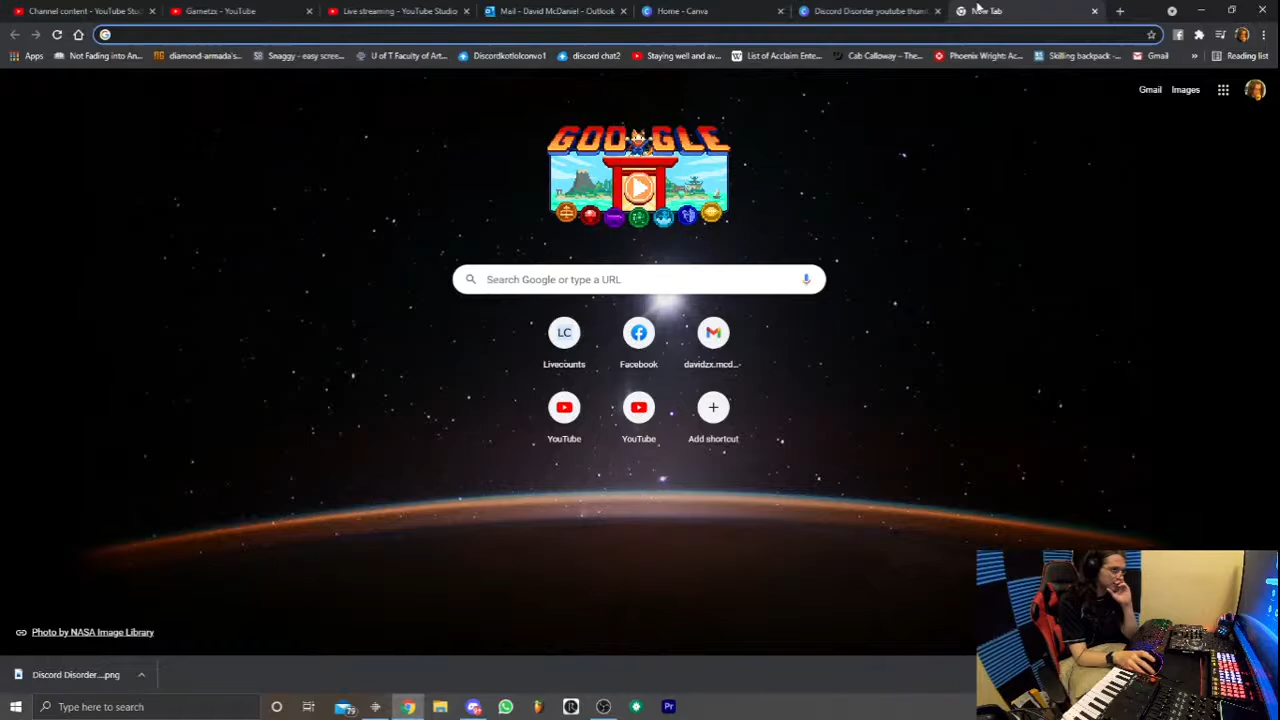 Channel content - YouTube Stu
Garnetzx - YouTube
Live streaming - YouTube Studio
Mail - David McDaniel - Outlook
Home - Canva
Discord Disorder youtube thum
New Tab
Apps
Not Fading into An...
diamond-armada's...
Snaggy - easy scree...
U of T Faculty of Art...
Discordkotloiconvo1
discord chat2
Staying well and av...
List of Acclaim Ente...
Cab Calloway - The...
Phoenix Wright: Ac...
Skilling backpack -...
Gmail
»
Reading list
Gmail
Images
GOOGLE
Search Google or type a URL
LC
Livecounts
Facebook
davidzx.mcd...
YouTube
YouTube
Add shortcut
Photo by NASA Image Library
Discord Disorder....png
Type here to search
Pr